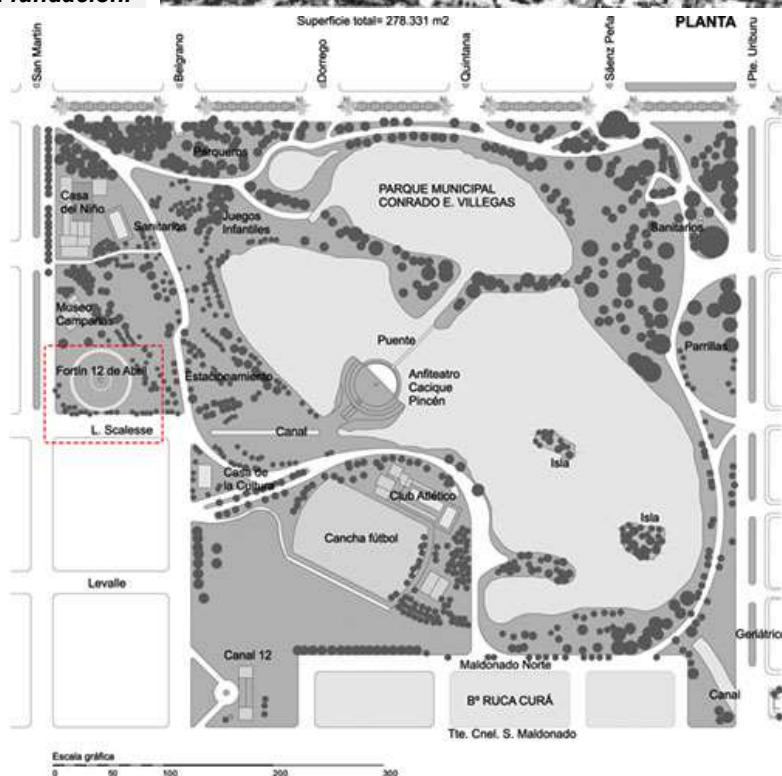 fundación.
Superficie total= 278.331 m2
PLANTA
San Martín
Belgrano
Dorrego
Quintana
Sáenz Peña
Pte. Uriburu
Parqueros
Casa
del Niño
Sanitarios
Juegos
Infantiles
PARQUE MUNICIPAL
CONRADO E. VILLEGAS
Sanitarios
Museo
Campañas
Puente
Parrillas
Fortín 12 de Abril
Estacionamiento
Anfiteatro
Cacique
Pincén
L. Scalesse
Canal
Isla
Casa de
la Cultura
Club Atlético
Isla
Cancha fútbol
Levalle
Geriátrico
Canal 12
Maldonado Norte
Canal
Bº RUCA CURÁ
Tte. Cnel. S. Maldonado
Escala gráfica
0 50 100 200 300